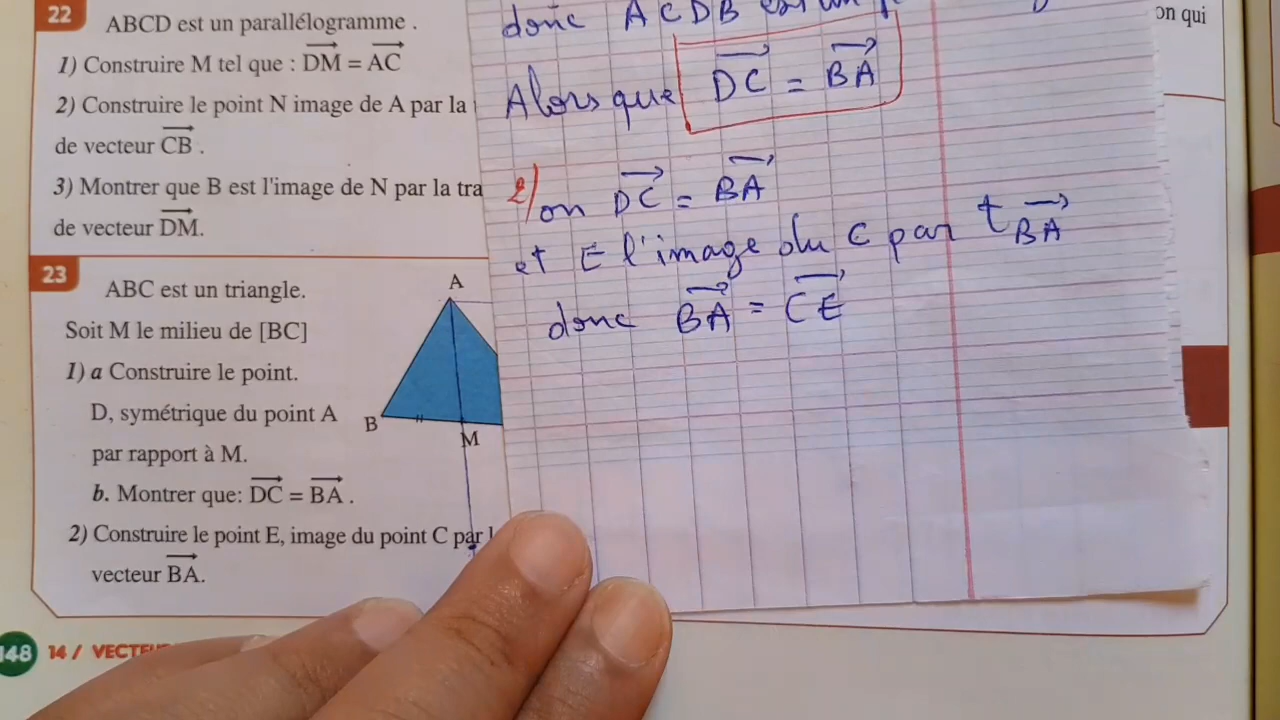 22
ABCD est un parallélogramme .
1) Construire M tel que : DM = AC
2) Construire le point N image de A par la
de vecteur CB .
3) Montrer que B est l'image de N par la tra
de vecteur DM.
23
ABC est un triangle.
Soit M le milieu de [BC]
1) a Construire le point.
D, symétrique du point A
par rapport à M.
b. Montrer que: DC = BA .
2) Construire le point E, image du point C par l
vecteur BA.
A
B
M
148 14 / VECTEU
donc ACDB est un
Alors que DC = BA
2) on DC = BA
et E l'image du C par t BA
donc BA = CE
on qui